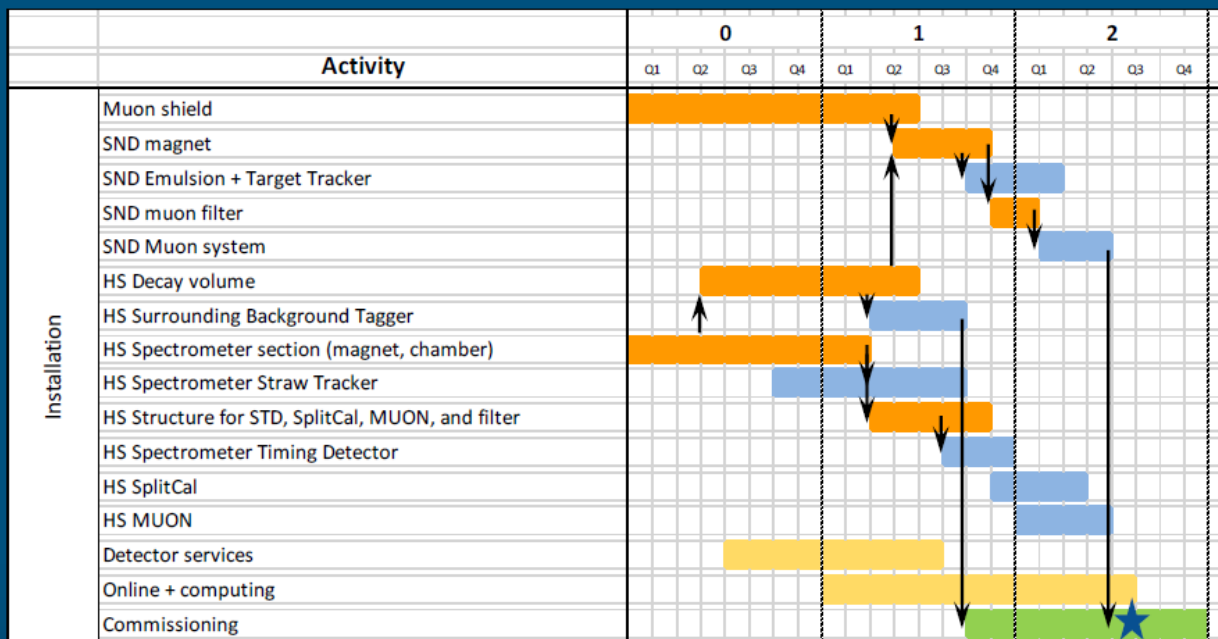 0 1 2
Activity Q1 Q2 Q3 Q4 Q1 Q2 Q3 Q4 Q1 Q2 Q3 Q4
Installation
Muon shield
SND magnet
SND Emulsion + Target Tracker
SND muon filter
SND Muon system
HS Decay volume
HS Surrounding Background Tagger
HS Spectrometer section (magnet, chamber)
HS Spectrometer Straw Tracker
HS Structure for STD, SplitCal, MUON, and filter
HS Spectrometer Timing Detector
HS SplitCal
HS MUON
Detector services
Online + computing
Commissioning